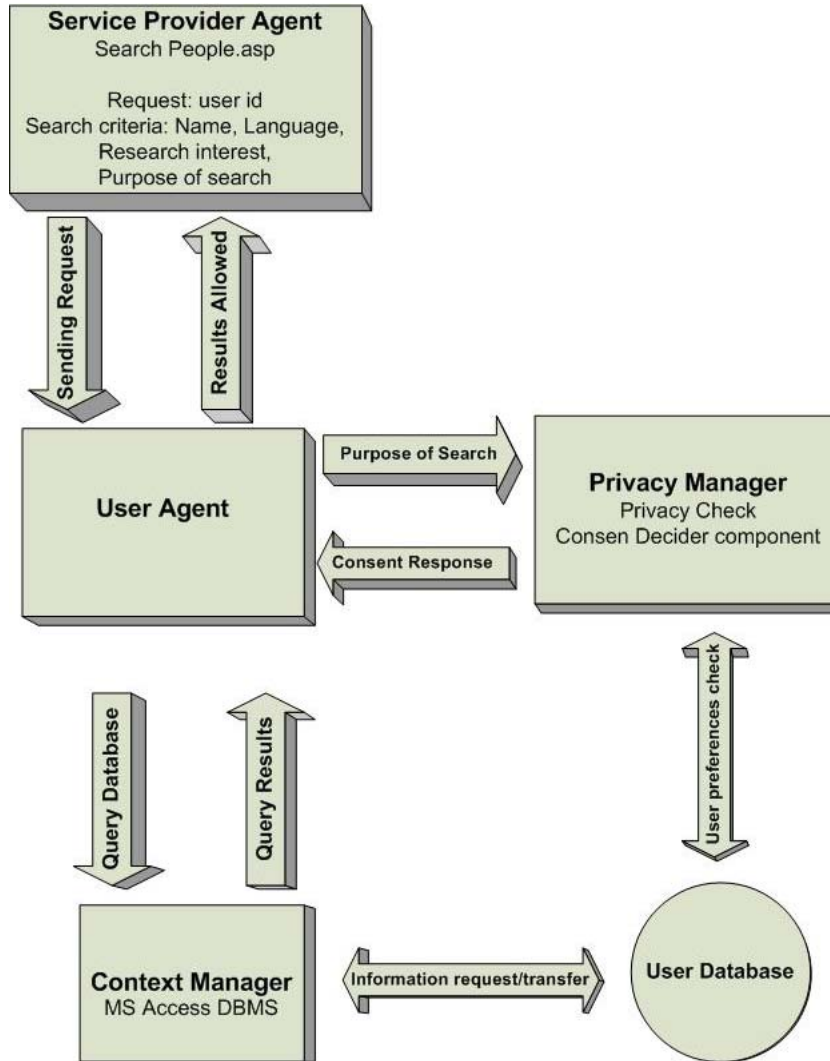 Service Provider Agent
Search People.asp
Request: user id
Search criteria: Name, Language,
Research interest,
Purpose of search
Sending Request
Results Allowed
User Agent
Purpose of Search
Consent Response
Privacy Manager
Privacy Check
Consen Decider component
Query Database
Query Results
User preferences check
Context Manager
MS Access DBMS
Information request/transfer
User Database